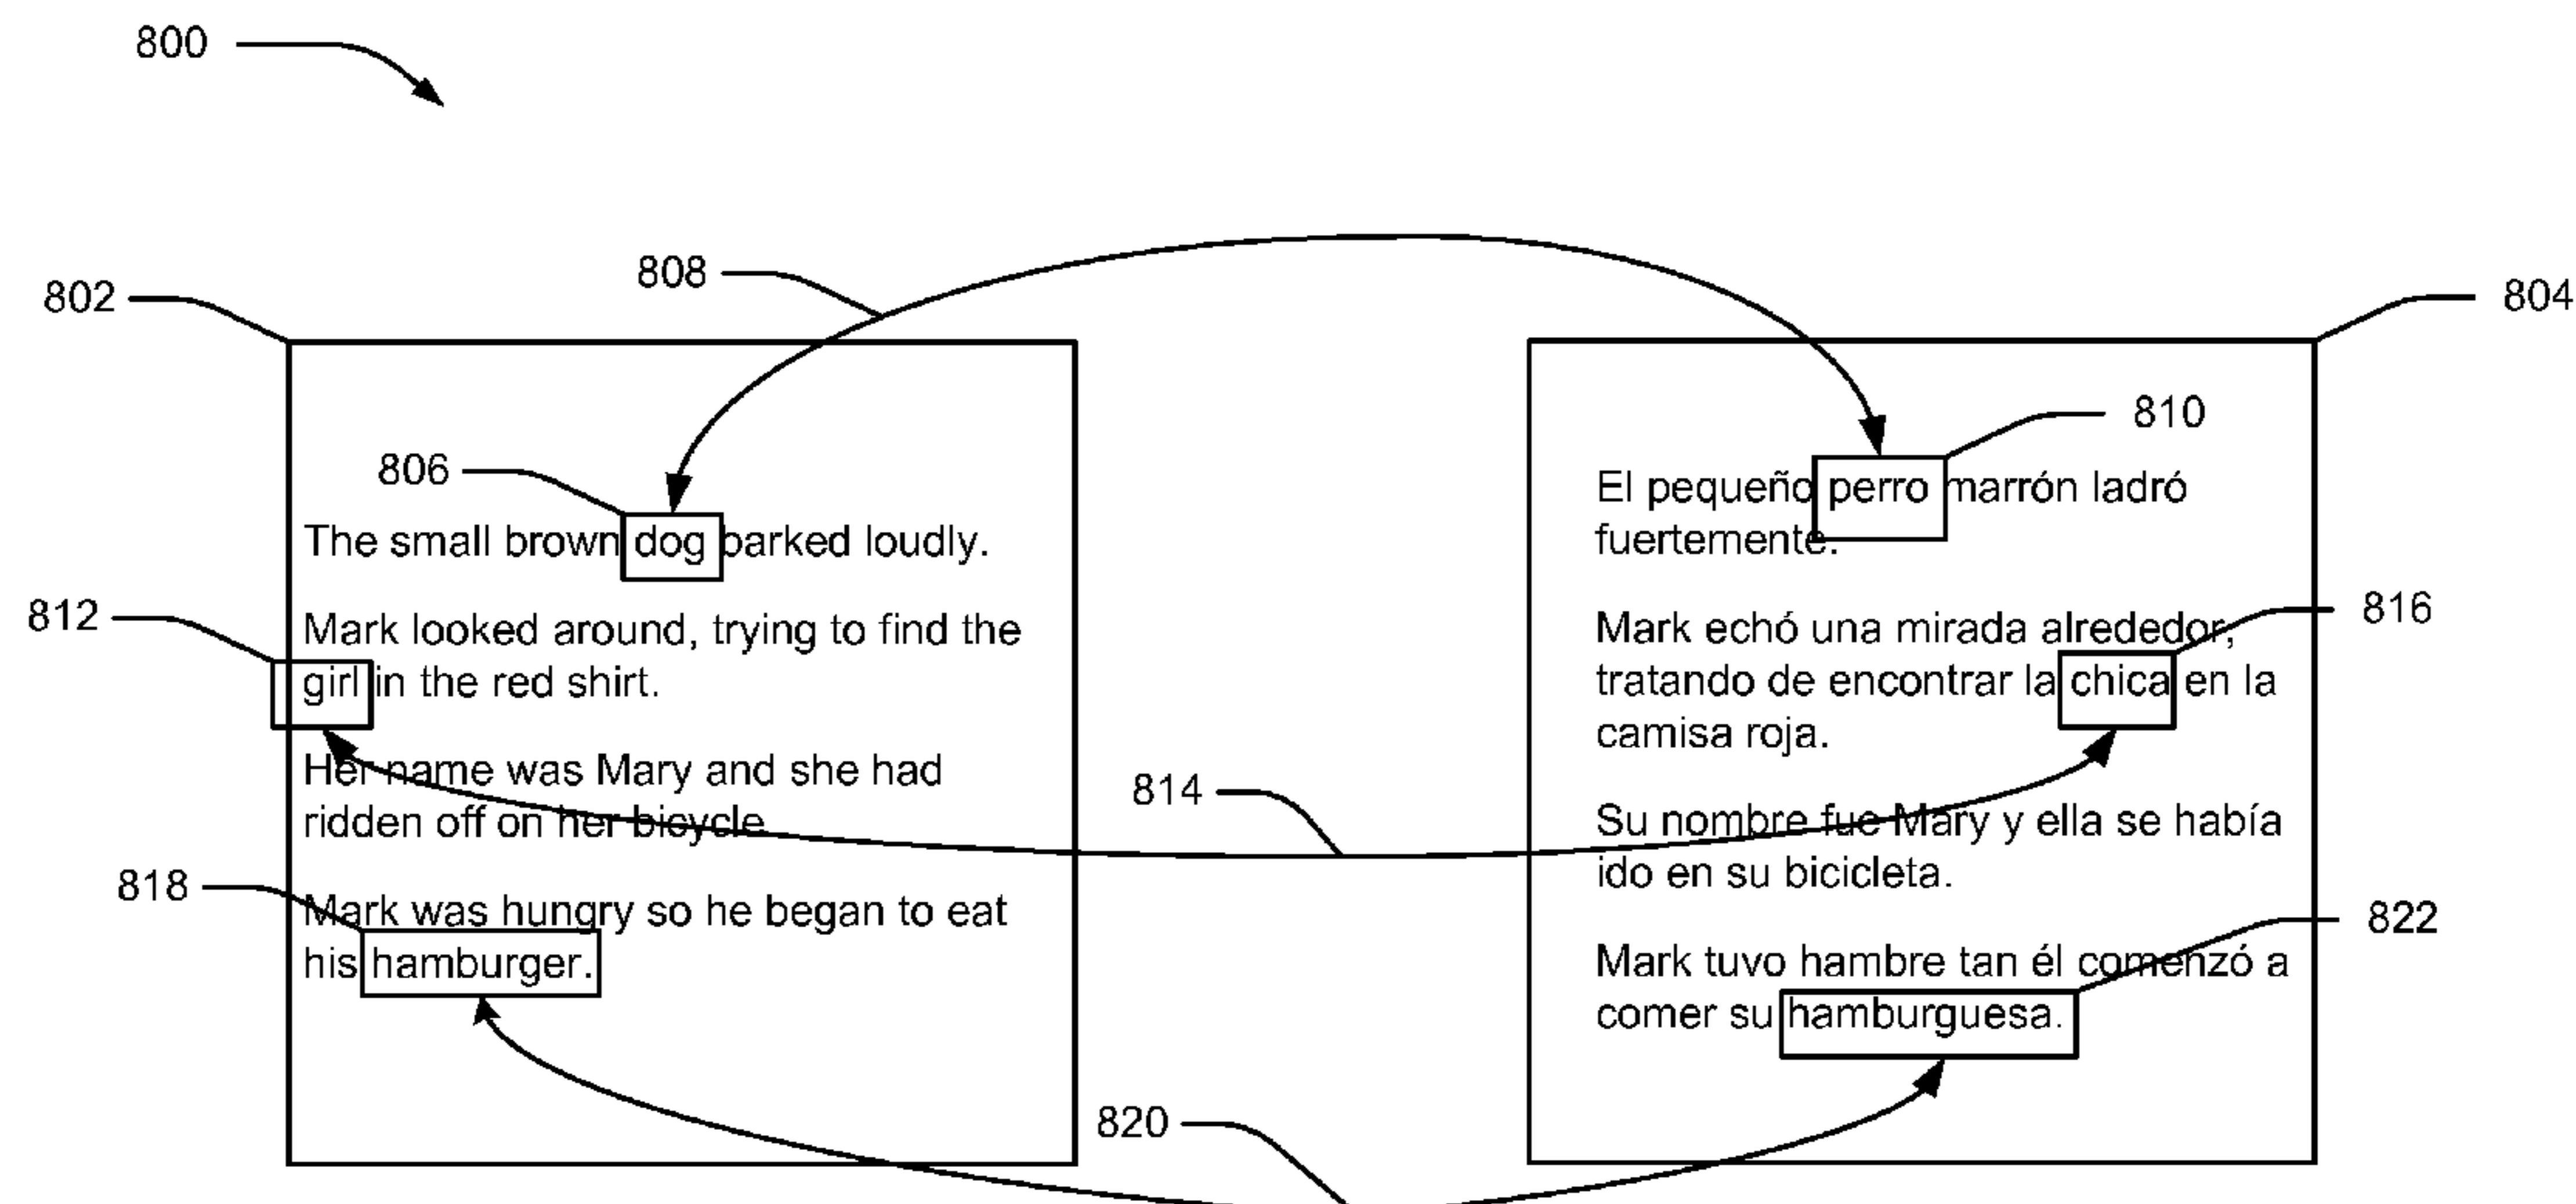 800
808
802
804
810
806
The small brown dog barked loudly.
812
Mark looked around, trying to find the
girl in the red shirt.
Her name was Mary and she had
ridden off on her bicycle.
818
Mark was hungry so he began to eat
his hamburger.
814
820
El pequeño perro marrón ladró
fuertemente.
816
Mark echó una mirada alrededor,
tratando de encontrar la chica en la
camisa roja.
Su nombre fue Mary y ella se había
ido en su bicicleta.
822
Mark tuvo hambre tan él comenzó a
comer su hamburguesa.